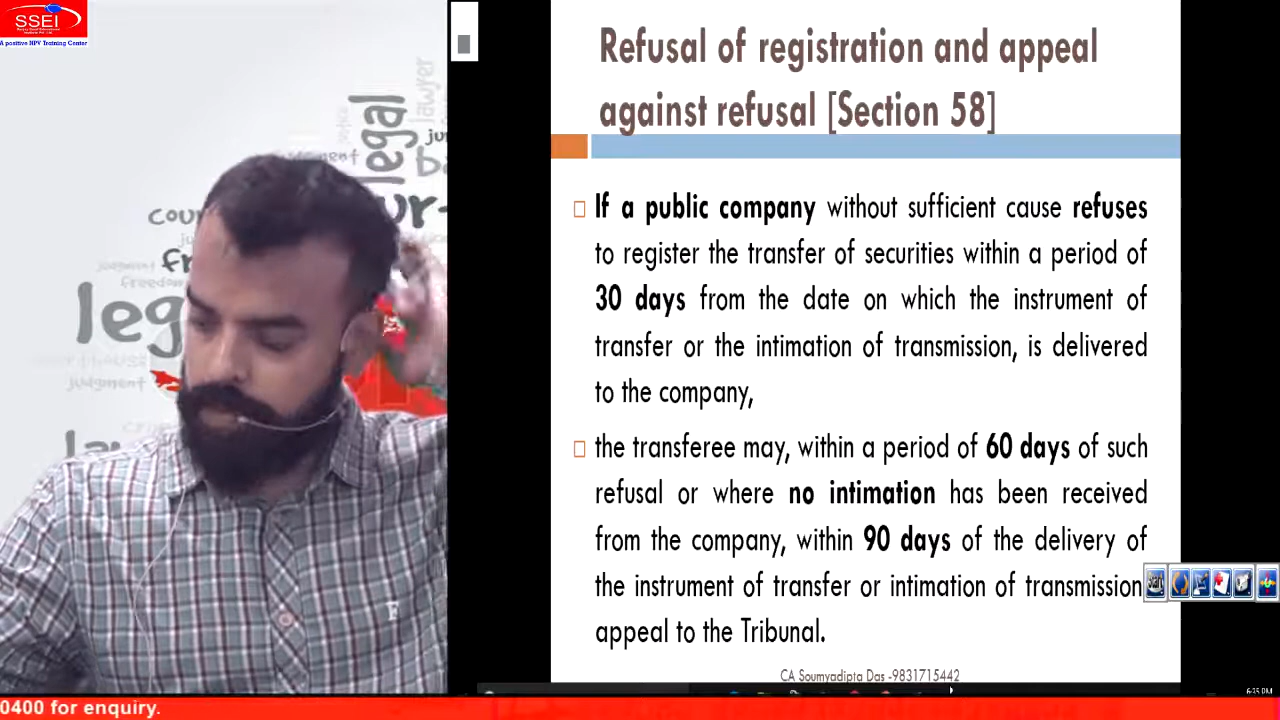 SSEI
A positive NPV Training Center
legal
lawyer
Refusal of registration and appeal
against refusal [Section 58]
If a public company without sufficient cause refuses
to register the transfer of securities within a period of
30 days from the date on which the instrument of
transfer or the intimation of transmission, is delivered
to the company,
the transferee may, within a period of 60 days of such
refusal or where no intimation has been received
from the company, within 90 days of the delivery of
the instrument of transfer or intimation of transmission
appeal to the Tribunal.
CA Soumyadipta Das -9831715442
judgment
freedom
judgment
Start
6:35 PM
0400 for enquiry.